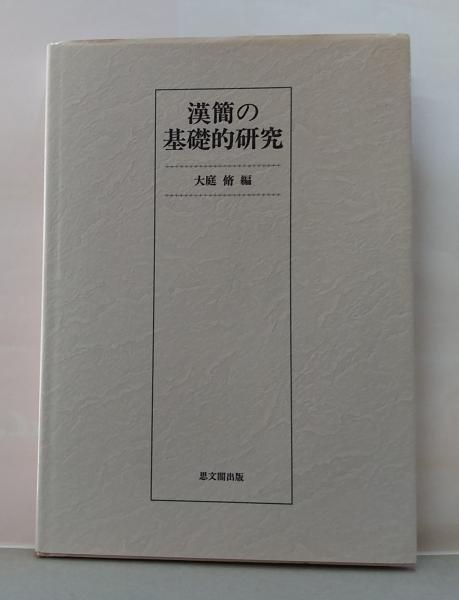 漢簡の
基礎的研究
大庭 脩 編
思文閣出版